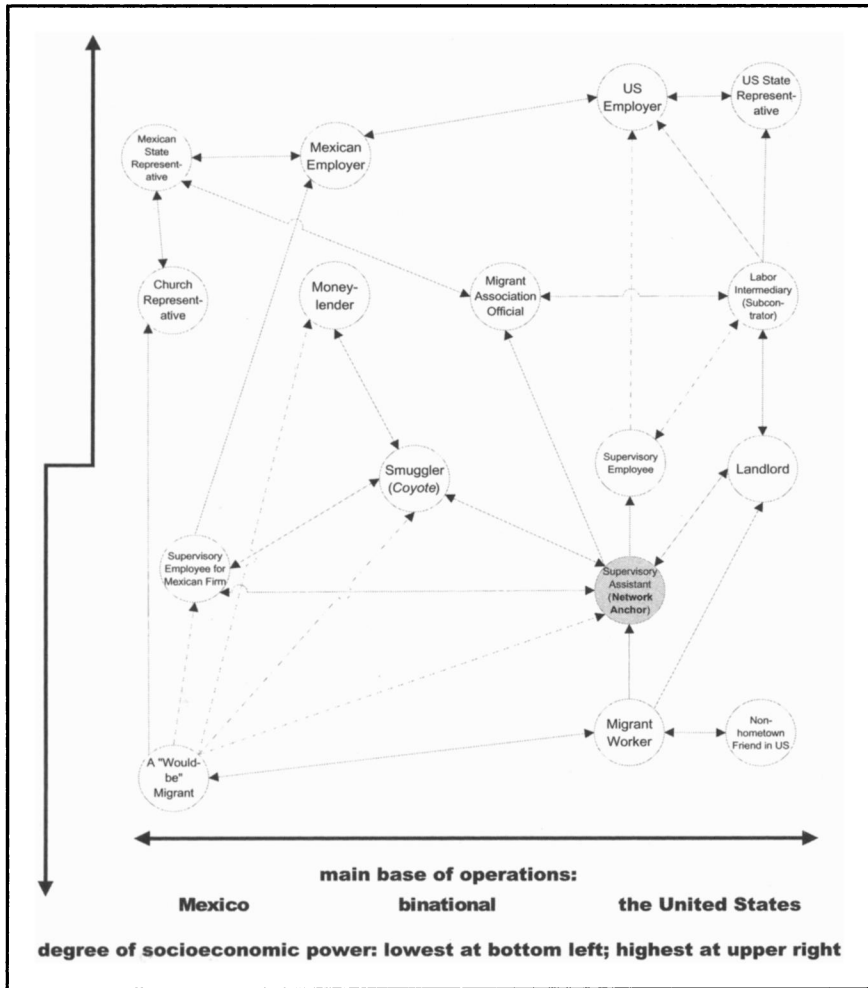 US
Employer
US State
Represent-
ative
Mexican
State
Represent-
ative
Mexican
Employer
Church
Represent-
ative
Money-
lender
Migrant
Association
Official
Labor
Intermediary
(Subcon-
trator)
Smuggler
(Coyote)
Supervisory
Employee
Landlord
Supervisory
Employee for
Mexican Firm
Supervisory
Assistant
(Network
Anchor)
Migrant
Worker
Non-
hometown
Friend in US
A "Would-
be" Migrant
main base of operations:
Mexico binational the United States
degree of socioeconomic power: lowest at bottom left; highest at upper right